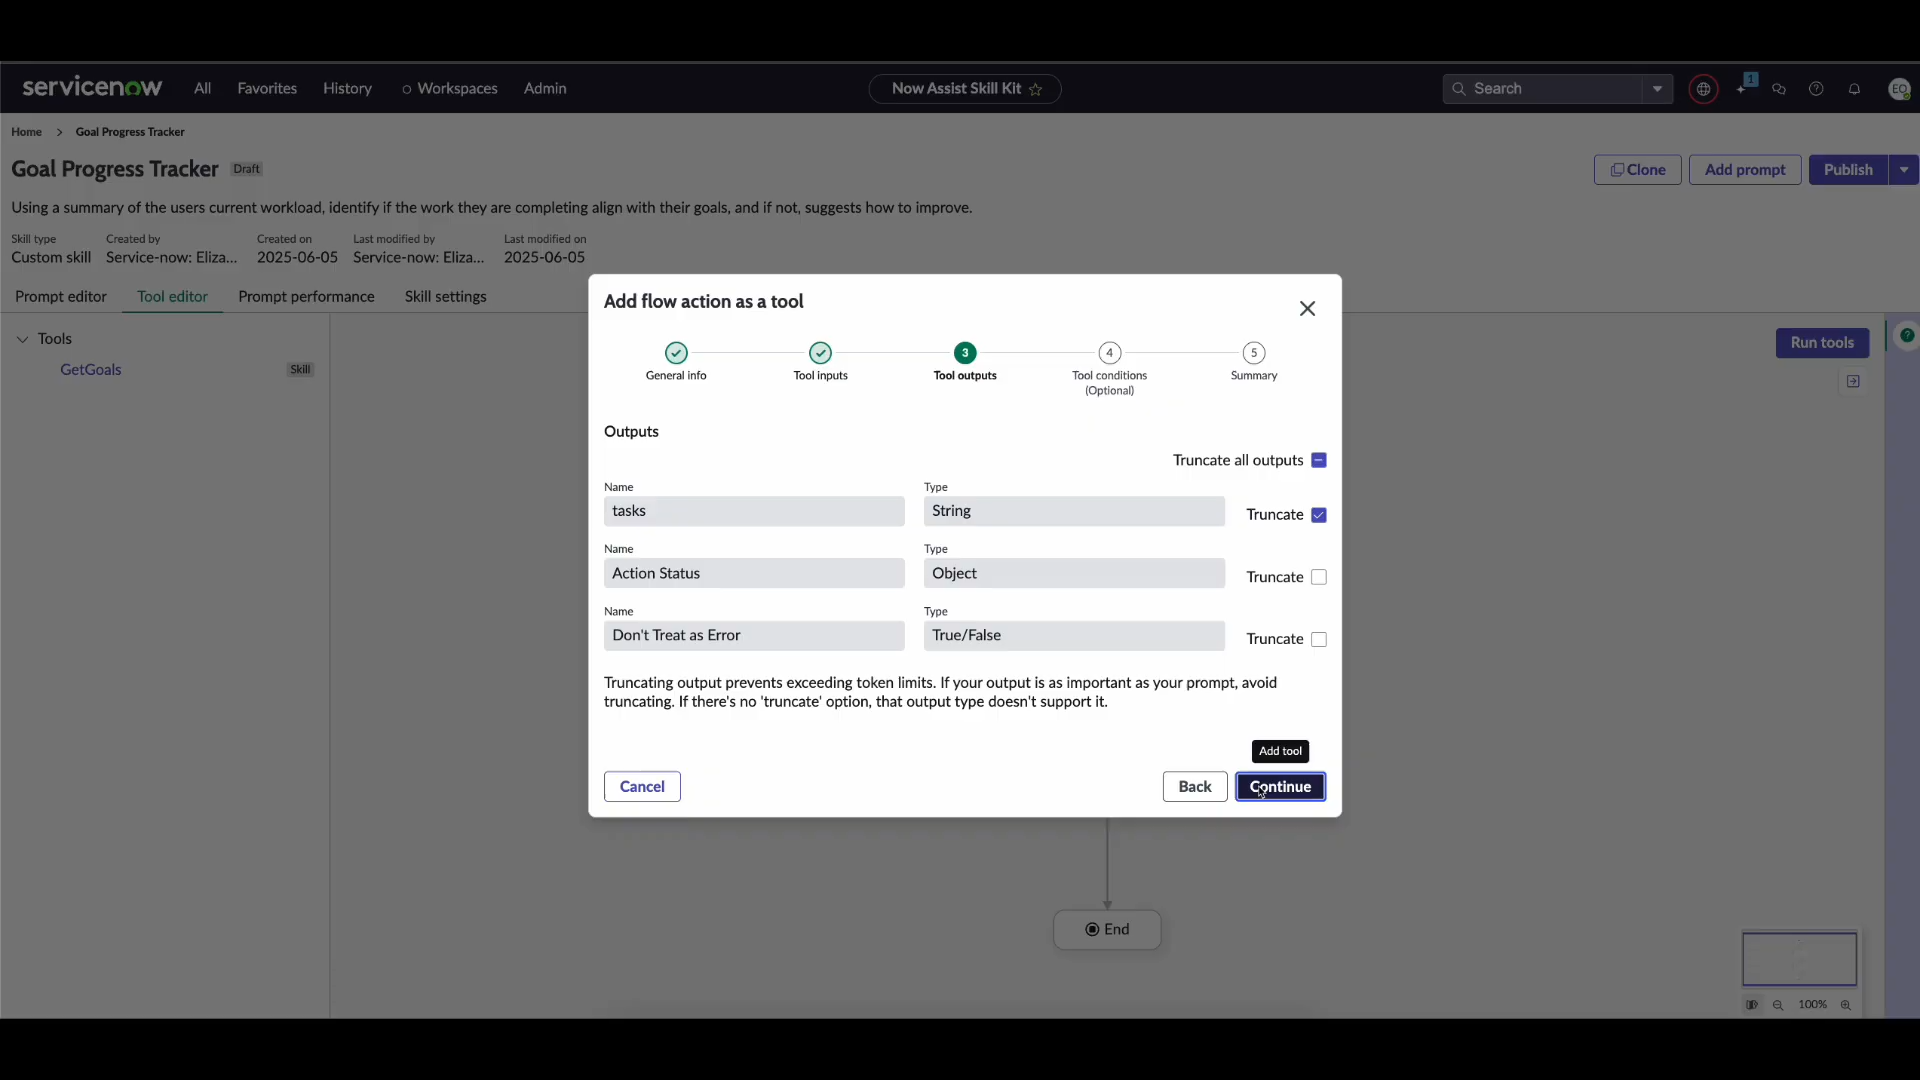 servicenow All Favorites History Workspaces Admin Now Assist Skill Kit Search 1 EO
Home > Goal Progress Tracker
Goal Progress Tracker Draft
Clone Add prompt Publish
Using a summary of the users current workload, identify if the work they are completing align with their goals, and if not, suggests how to improve.
Skill type Created by Created on Last modified by Last modified on
Custom skill Service-now: Eliza... 2025-06-05 Service-now: Eliza... 2025-06-05
Prompt editor Tool editor Prompt performance Skill settings
Tools
GetGoals Skill
Run tools
Add flow action as a tool
3 4 5
General info Tool inputs Tool outputs Tool conditions Summary
(Optional)
Outputs
Truncate all outputs
Name Type
tasks String Truncate
Name Type
Action Status Object Truncate
Name Type
Don't Treat as Error True/False Truncate
Truncating output prevents exceeding token limits. If your output is as important as your prompt, avoid
truncating. If there's no 'truncate' option, that output type doesn't support it.
Add tool
Cancel Back Continue
End
100%